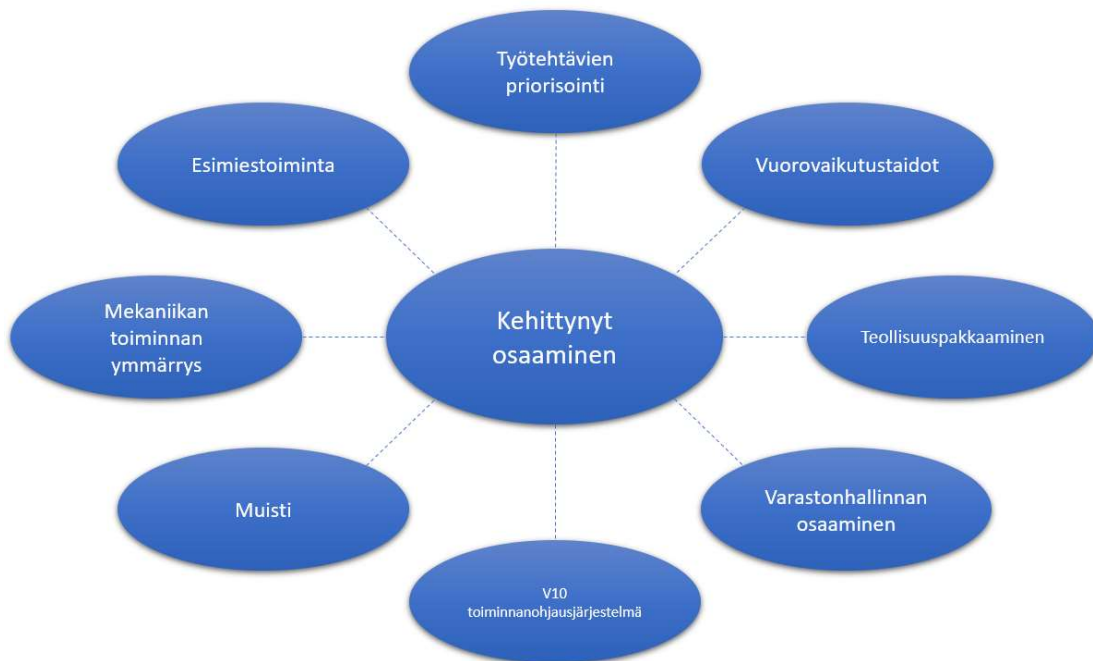 Työtehtävien
priorisointi
Esimiestoiminta
Vuorovaikutustaidot
Mekaniikan
toiminnan
ymmärrys
Kehittynyt
osaaminen
Teollisuuspakkaaminen
Muisti
Varastonhallinnan
osaaminen
V10
toiminnanohjausjärjestelmä